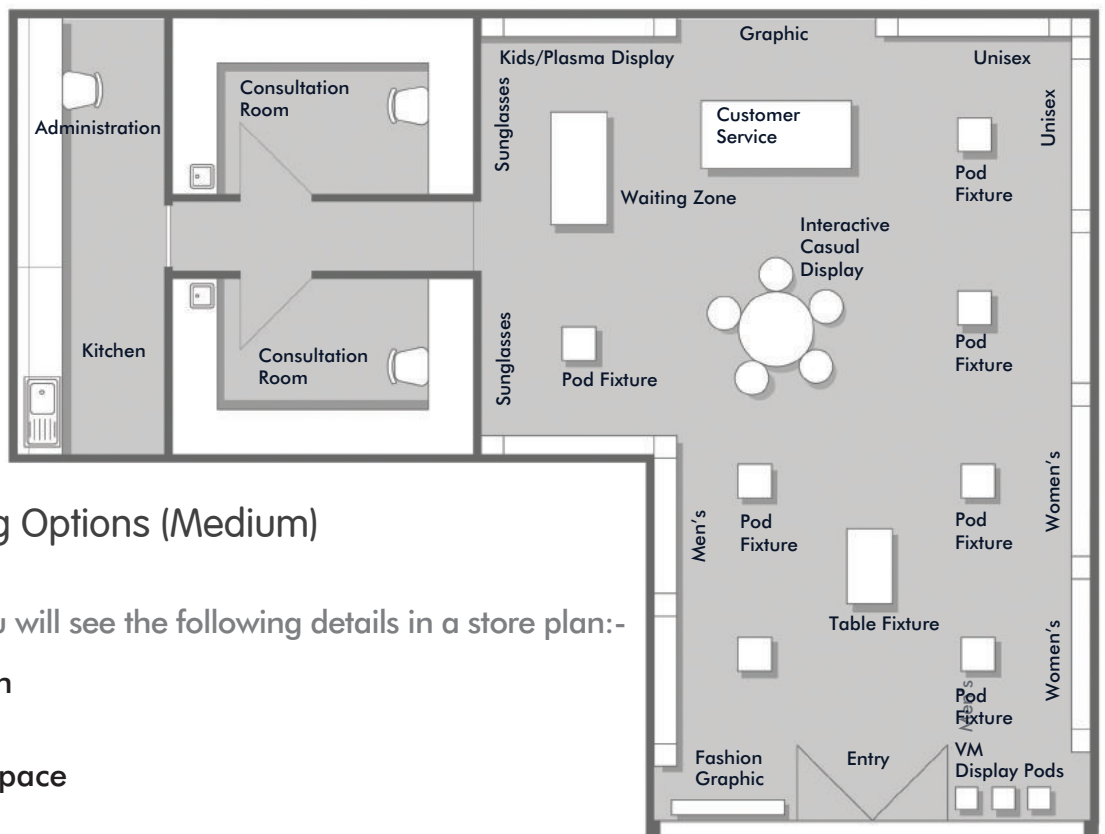 Graphic
Kids/Plasma Display
Unisex
Consultation
Room
Sunglasses
Customer
Service
Unisex
Administration
Pod
Fixture
Waiting Zone
Interactive
Casual
Display
Kitchen
Consultation
Room
Sunglasses
Pod Fixture
Pod
Fixture
Men's
Pod
Fixture
Pod
Fixture
Women's
g Options (Medium)
u will see the following details in a store plan:-
Table Fixture
Women's
n
Pod
Fixture
Men's
pace
Fashion
Graphic
Entry
VM
Display Pods